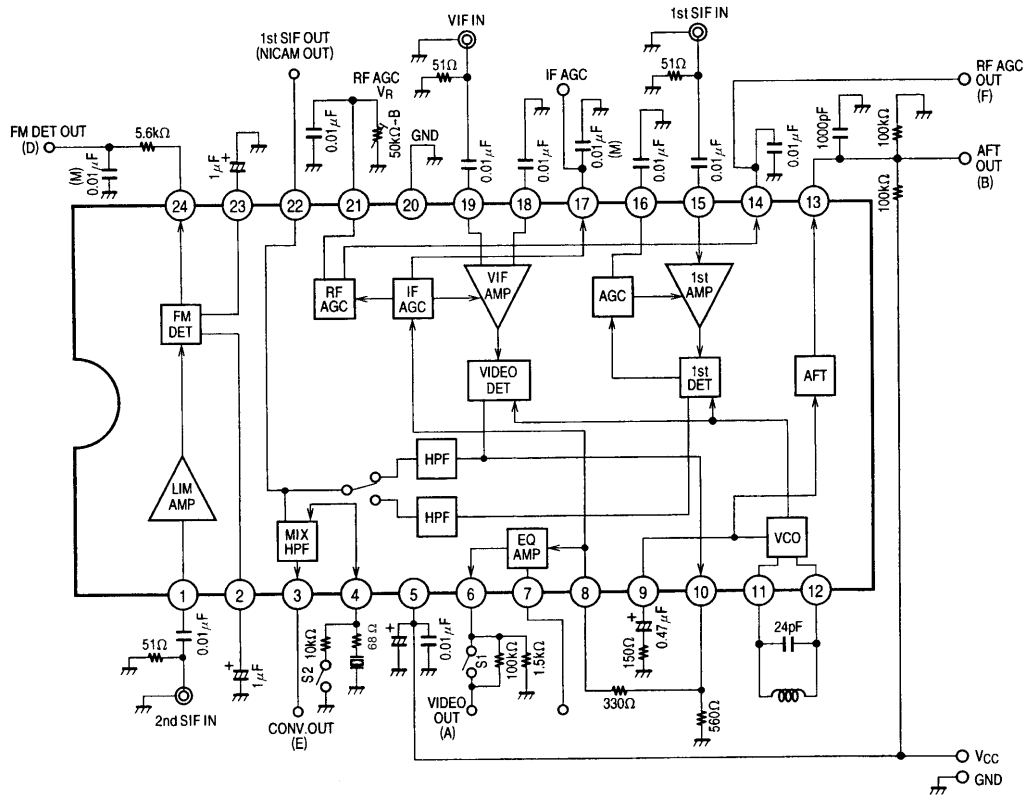 VIF IN
1st SIF IN
1st SIF OUT
(NICAM OUT)
51Ω
51Ω
RF AGC
VR
IF AGC
RF AGC
OUT
(F)
FM DET OUT
(D)
5.6kΩ
(M)
0.01μF
1μF
+
0.01μF
50kΩ-B
GND
0.01μF
0.01μF
0.01μF
(M)
0.01μF
0.01μF
0.01μF
1000pF
100kΩ
AFT
OUT
(B)
100kΩ
24
23
22
21
20
19
18
17
16
15
14
13
FM
DET
RF
AGC
IF
AGC
VIF
AMP
AGC
1st
AMP
VIDEO
DET
1st
DET
AFT
LIM
AMP
HPF
HPF
MIX
HPF
EQ
AMP
VCO
1
2
3
4
5
6
7
8
9
10
11
12
51Ω
0.01μF
+
1μF
2nd SIF IN
S2
10kΩ
68Ω
CONV.OUT
(E)
+
0.01μF
S1
100kΩ
1.5kΩ
VIDEO
OUT
(A)
330Ω
+
0.47μF
150Ω
560Ω
24pF
VCC
GND